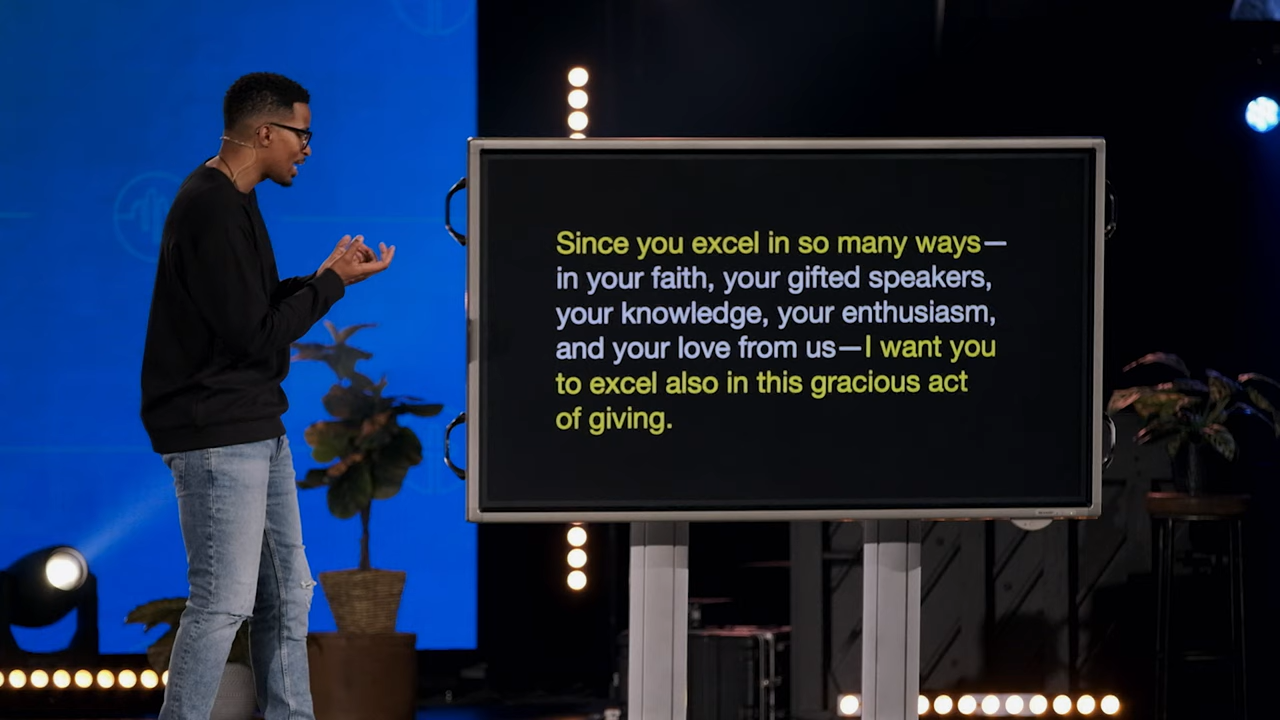 Since you excel in so many ways—
in your faith, your gifted speakers,
your knowledge, your enthusiasm,
and your love from us—I want you
to excel also in this gracious act
of giving.